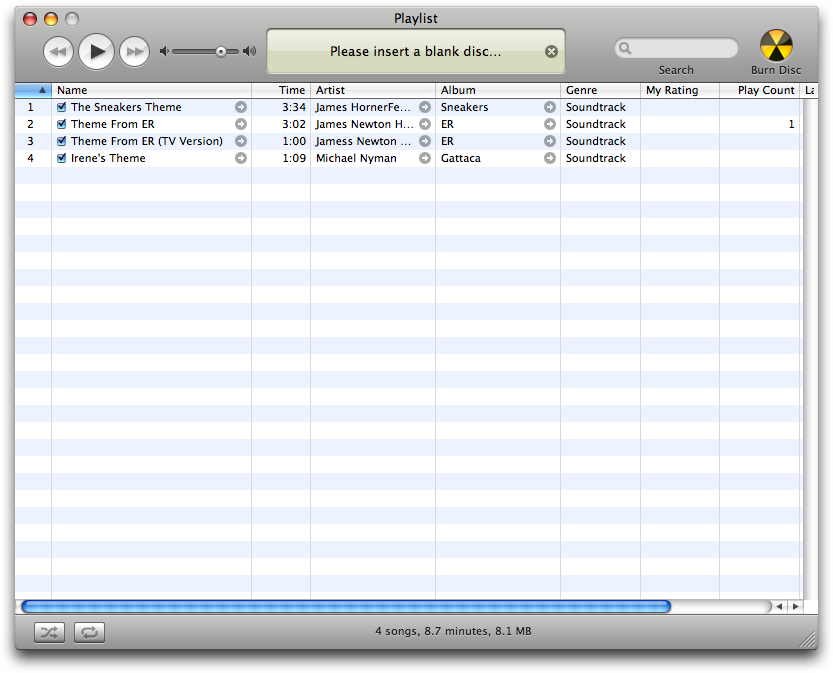 Playlist
Please insert a blank disc...
Search
Burn Disc
Name Time Artist Album Genre My Rating Play Count La
1 The Sneakers Theme 3:34 James HornerFe... Sneakers Soundtrack
2 Theme From ER 3:02 James Newton H... ER Soundtrack 1
3 Theme From ER (TV Version) 1:00 Jamess Newton ... ER Soundtrack
4 Irene's Theme 1:09 Michael Nyman Gattaca Soundtrack
4 songs, 8.7 minutes, 8.1 MB